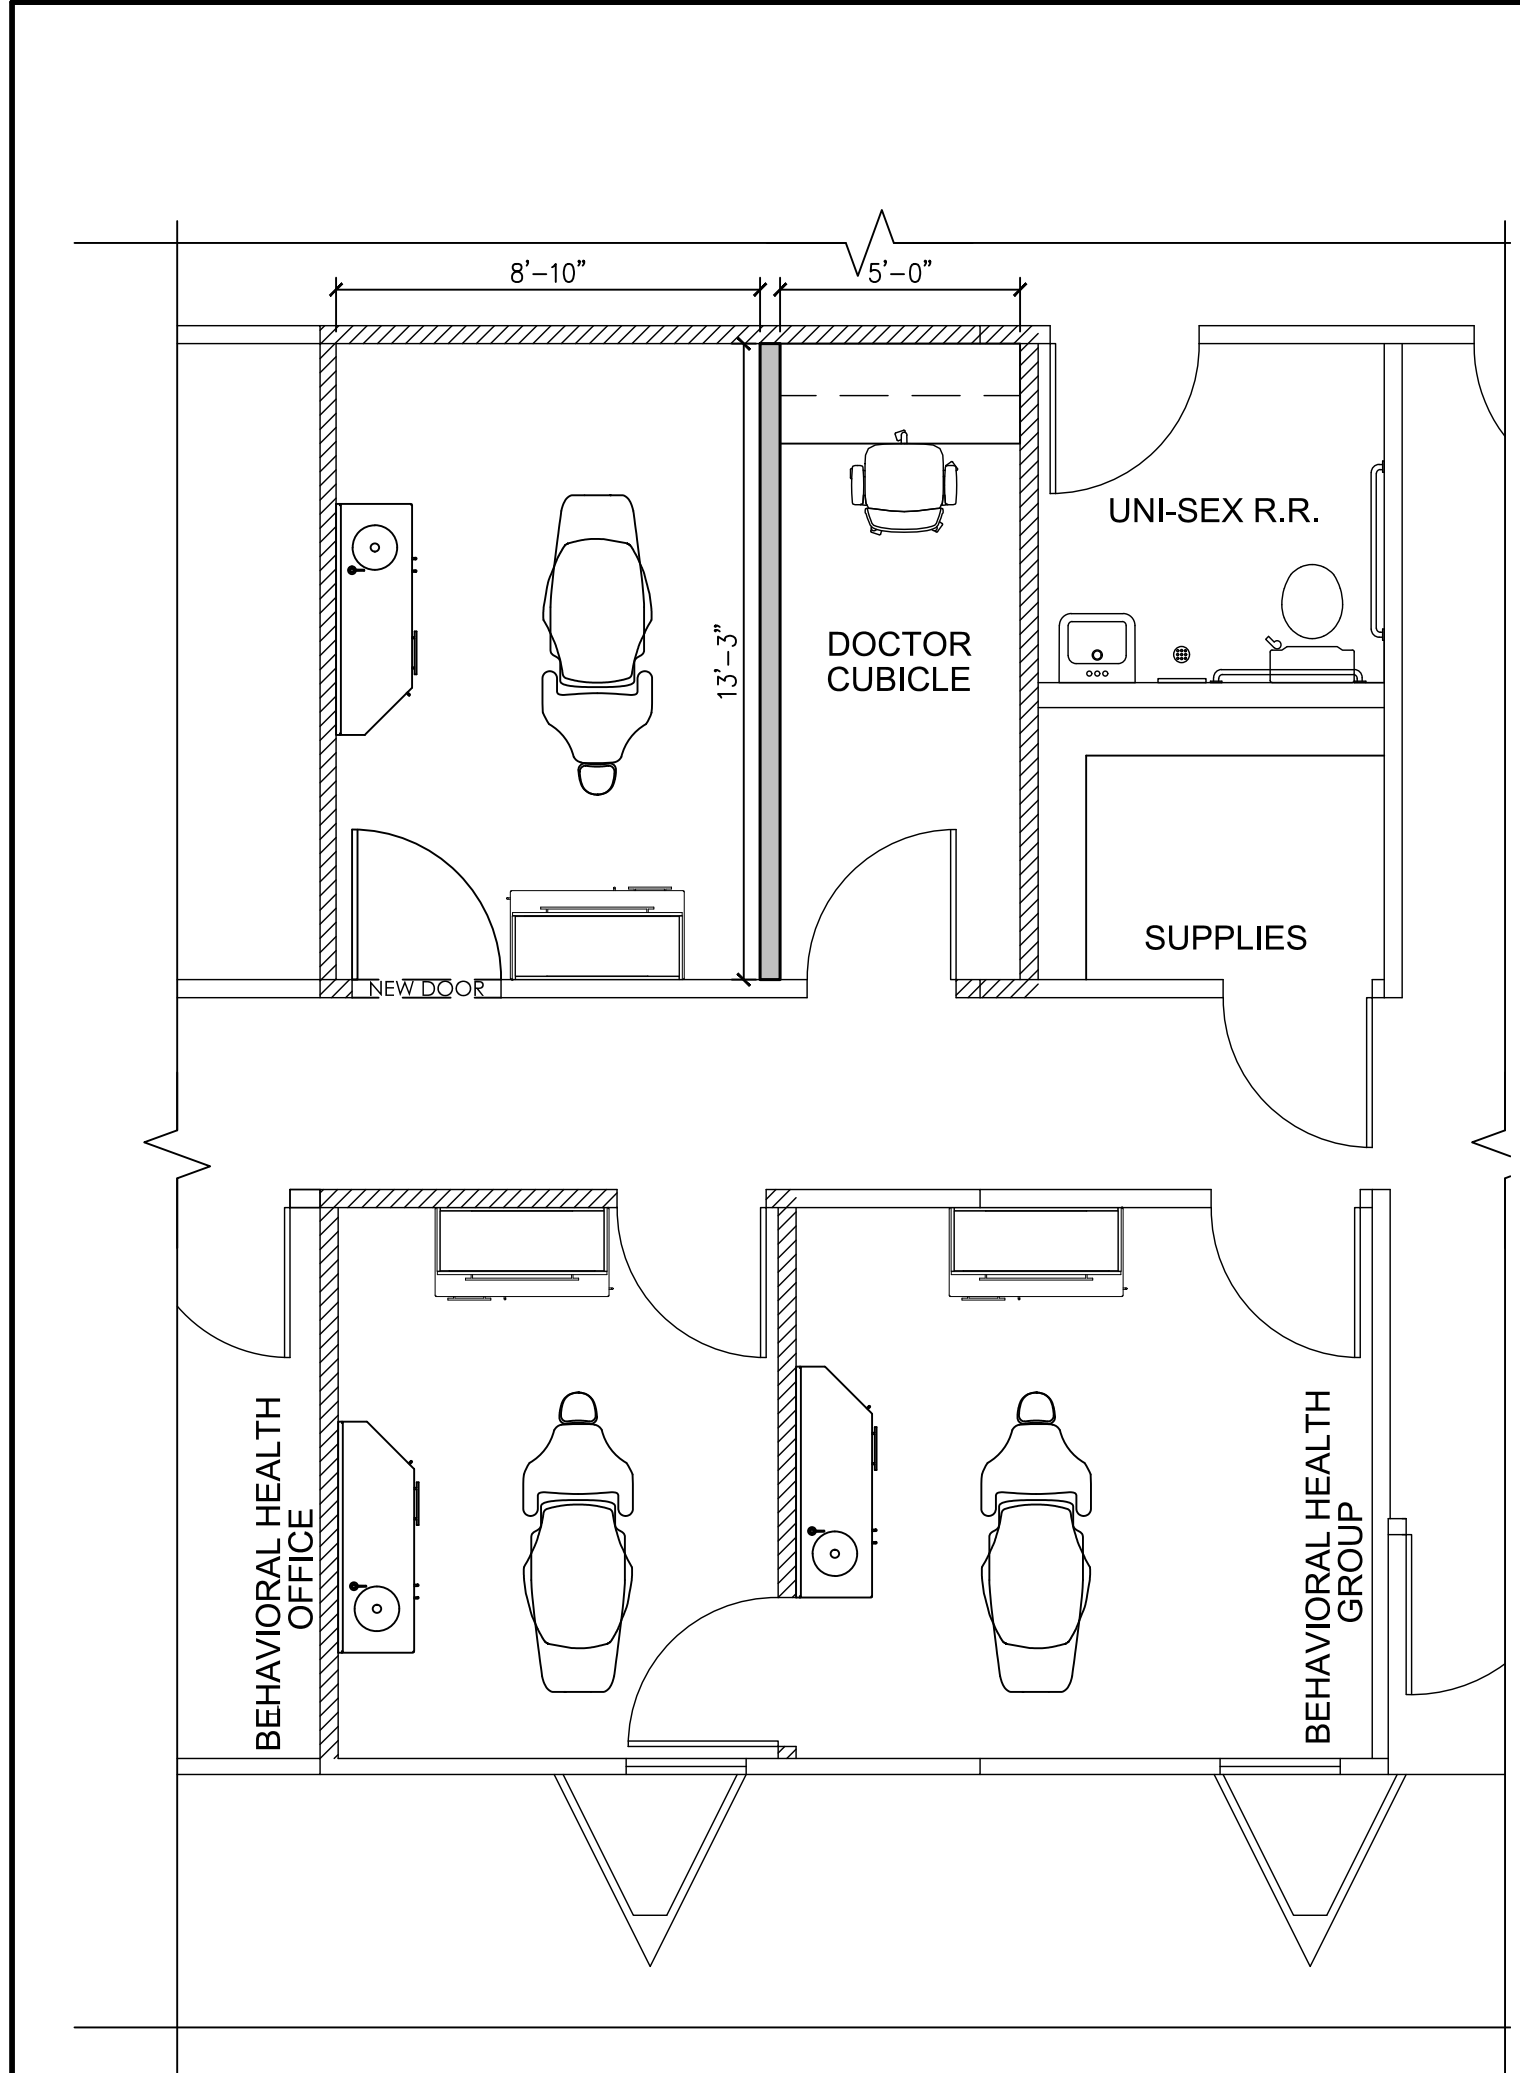 8'-10"
5'-0"
UNI-SEX R.R.
13'-3"
DOCTOR
CUBICLE
SUPPLIES
NEW DOOR
BEHAVIORAL HEALTH
OFFICE
BEHAVIORAL HEALTH
GROUP